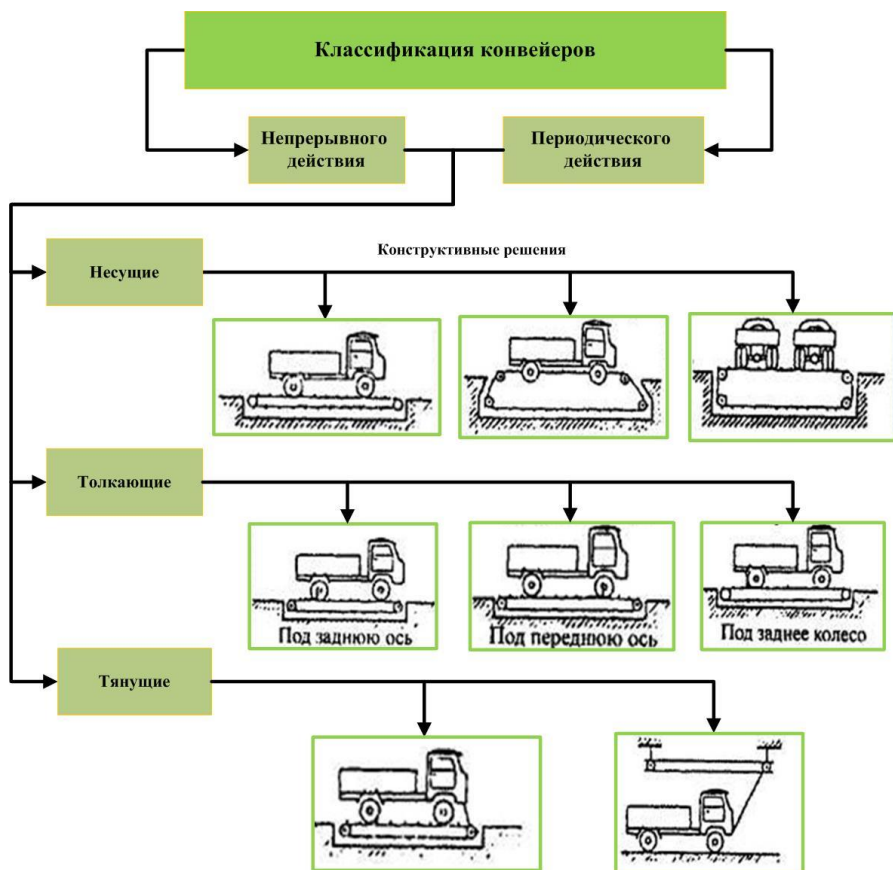 Классификация конвейеров
Непрерывного
действия
Периодического
действия
Несущие
Конструктивные решения
Толкающие
Под заднюю ось
Под переднюю ось
Под заднее колесо
Тянущие